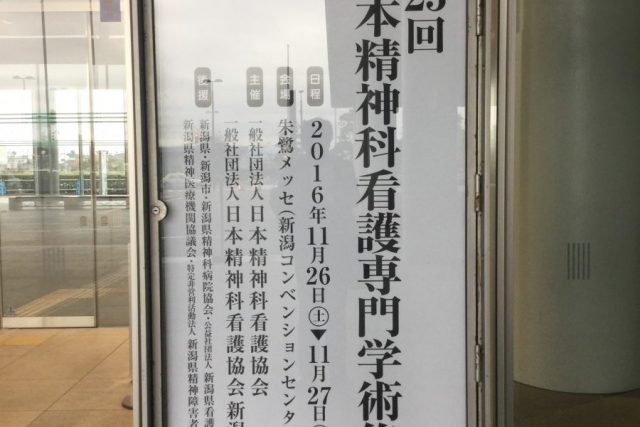 回
本精神科看護専門学術
日程 2016年11月26日(土)▼11月27日(
会場 朱鷺メッセ(新潟コンベンションセンタ
主催 一般社団法人日本精神科看護協会
一般社団法人日本精神科看護協会新潟
後援 新潟県・新潟市・新潟県精神科病院協会・公益社団法人 新潟県看護
新潟県精神医療機関協議会・特定非営利活動法人 新潟県精神障害者